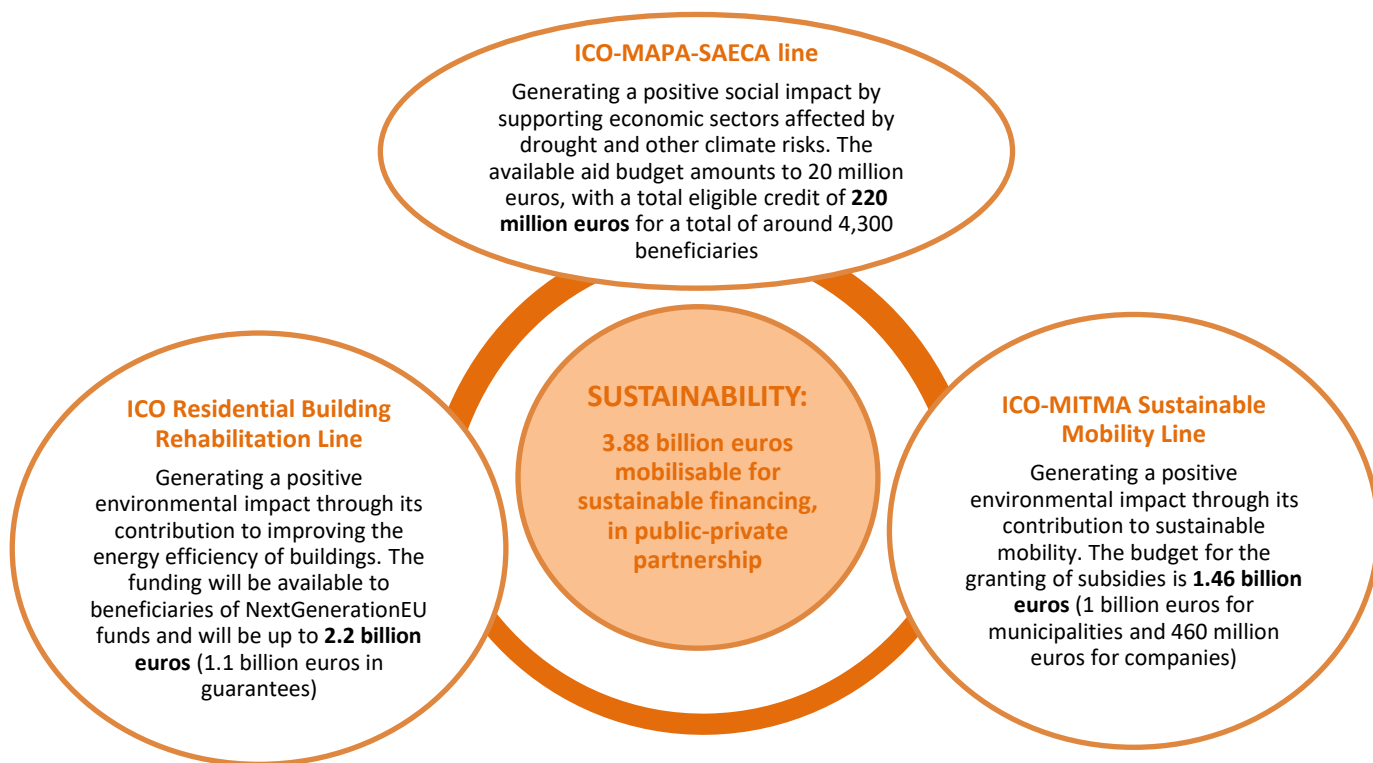 ICO-MAPA-SAECA line
Generating a positive social impact by
supporting economic sectors affected by
drought and other climate risks. The
available aid budget amounts to 20 million
euros, with a total eligible credit of 220
million euros for a total of around 4,300
beneficiaries
SUSTAINABILITY:
3.88 billion euros
mobilisable for
sustainable financing,
in public-private
partnership
ICO Residential Building
Rehabilitation Line
Generating a positive
environmental impact through its
contribution to improving the
energy efficiency of buildings. The
funding will be available to
beneficiaries of NextGenerationEU
funds and will be up to 2.2 billion
euros (1.1 billion euros in
guarantees)
ICO-MITMA Sustainable
Mobility Line
Generating a positive
environmental impact through its
contribution to sustainable
mobility. The budget for the
granting of subsidies is 1.46 billion
euros (1 billion euros for
municipalities and 460 million
euros for companies)